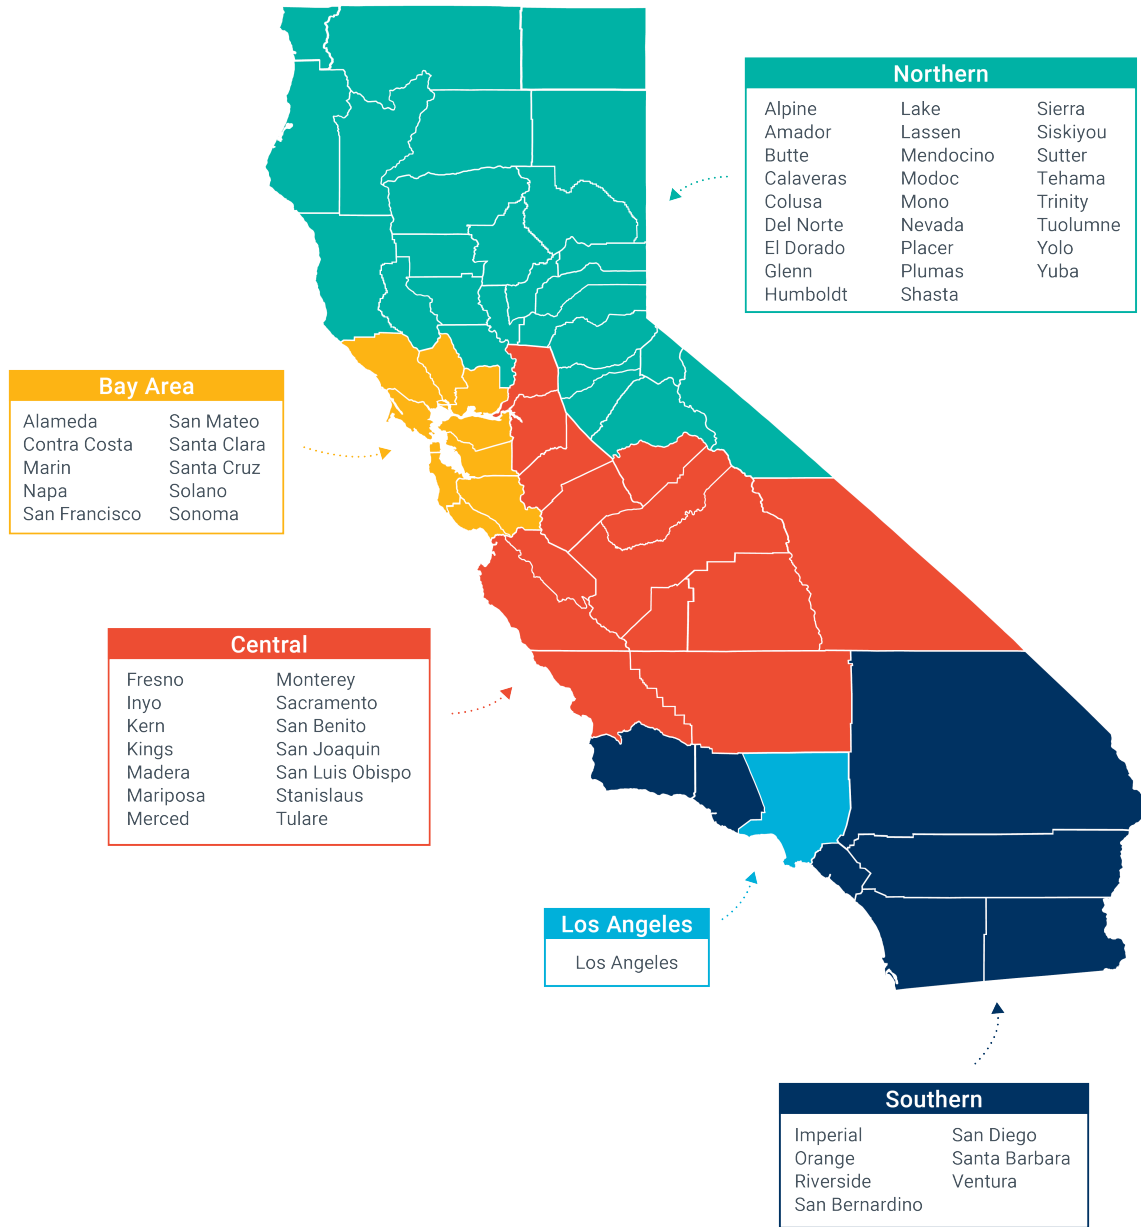 Northern
Alpine Lake Sierra
Amador Lassen Siskiyou
Butte Mendocino Sutter
Calaveras Modoc Tehama
Colusa Mono Trinity
Del Norte Nevada Tuolumne
El Dorado Placer Yolo
Glenn Plumas Yuba
Humboldt Shasta
Bay Area
Alameda San Mateo
Contra Costa Santa Clara
Marin Santa Cruz
Napa Solano
San Francisco Sonoma
Central
Fresno Monterey
Inyo Sacramento
Kern San Benito
Kings San Joaquin
Madera San Luis Obispo
Mariposa Stanislaus
Merced Tulare
Los Angeles
Los Angeles
Southern
Imperial San Diego
Orange Santa Barbara
Riverside Ventura
San Bernardino